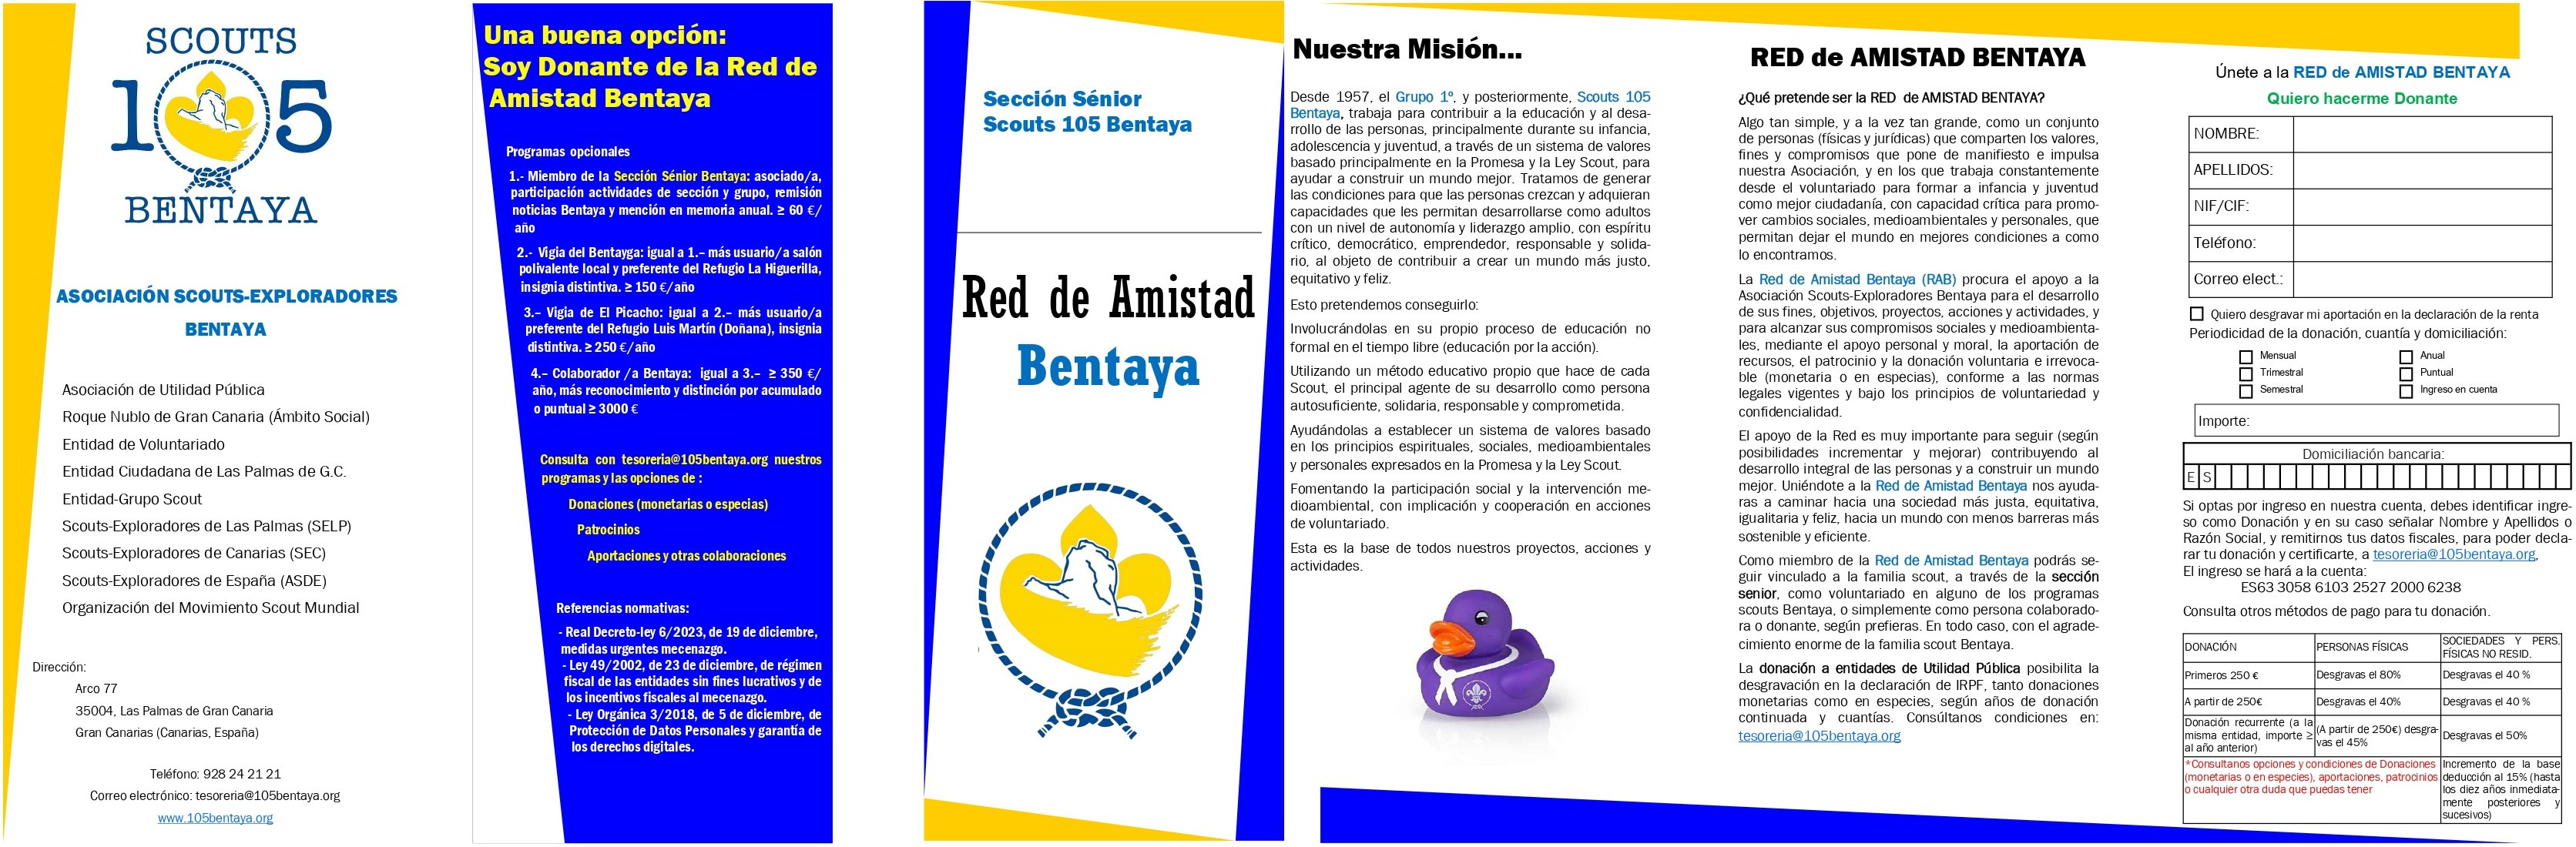 SCOUTS
105
BENTAYA
ASOCIACIÓN SCOUTS-EXPLORADORES
BENTAYA
Asociación de Utilidad Pública
Roque Nublo de Gran Canaria (Ámbito Social)
Entidad de Voluntariado
Entidad Ciudadana de Las Palmas de G.C.
Entidad-Grupo Scout
Scouts-Exploradores de Las Palmas (SELP)
Scouts-Exploradores de Canarias (SEC)
Scouts-Exploradores de España (ASDE)
Organización del Movimiento Scout Mundial
Dirección:
Arco 77
35004, Las Palmas de Gran Canaria
Gran Canarias (Canarias, España)
Teléfono: 928 24 21 21
Correo electrónico: tesoreria@105bentaya.org
www.105bentaya.org
Una buena opción:
Soy Donante de la Red de
Amistad Bentaya
Programas opcionales
1.- Miembro de la Sección Sénior Bentaya: asociado/a,
participación actividades de sección y grupo, remisión
noticias Bentaya y mención en memoria anual. ≥ 60 €/
año
2.- Vigia del Bentayga: igual a 1.– más usuario/a salón
polivalente local y preferente del Refugio La Higuerilla,
insignia distintiva. ≥ 150 €/año
3.– Vigia de El Picacho: igual a 2.– más usuario/a
preferente del Refugio Luis Martín (Doñana), insignia
distintiva. ≥ 250 €/año
4.– Colaborador /a Bentaya: igual a 3.– ≥ 350 €/
año, más reconocimiento y distinción por acumulado
o puntual ≥ 3000 €
Consulta con tesoreria@105bentaya.org nuestros
programas y las opciones de :
Donaciones (monetarias o especias)
Patrocinios
Aportaciones y otras colaboraciones
Referencias normativas:
- Real Decreto-ley 6/2023, de 19 de diciembre,
medidas urgentes mecenazgo.
- Ley 49/2002, de 23 de diciembre, de régimen
fiscal de las entidades sin fines lucrativos y de
los incentivos fiscales al mecenazgo.
- Ley Orgánica 3/2018, de 5 de diciembre, de
Protección de Datos Personales y garantía de
los derechos digitales.
Sección Sénior
Scouts 105 Bentaya
Red de Amistad
Bentaya
Nuestra Misión...
Desde 1957, el Grupo 1º, y posteriormente, Scouts 105
Bentaya, trabaja para contribuir a la educación y al desa-
rrollo de las personas, principalmente durante su infancia,
adolescencia y juventud, a través de un sistema de valores
basado principalmente en la Promesa y la Ley Scout, para
ayudar a construir un mundo mejor. Tratamos de generar
las condiciones para que las personas crezcan y adquieran
capacidades que les permitan desarrollarse como adultos
con un nivel de autonomía y liderazgo amplio, con espíritu
crítico, democrático, emprendedor, responsable y solida-
rio, al objeto de contribuir a crear un mundo más justo,
equitativo y feliz.
Esto pretendemos conseguirlo:
Involucrándolas en su propio proceso de educación no
formal en el tiempo libre (educación por la acción).
Utilizando un método educativo propio que hace de cada
Scout, el principal agente de su desarrollo como persona
autosuficiente, solidaria, responsable y comprometida.
Ayudándolas a establecer un sistema de valores basado
en los principios espirituales, sociales, medioambientales
y personales expresados en la Promesa y la Ley Scout.
Fomentando la participación social y la intervención me-
dioambiental, con implicación y cooperación en acciones
de voluntariado.
Esta es la base de todos nuestros proyectos, acciones y
actividades.
RED de AMISTAD BENTAYA
¿Qué pretende ser la RED de AMISTAD BENTAYA?
Algo tan simple, y a la vez tan grande, como un conjunto
de personas (físicas y jurídicas) que comparten los valores,
fines y compromisos que pone de manifiesto e impulsa
nuestra Asociación, y en los que trabaja constantemente
desde el voluntariado para formar a infancia y juventud
como mejor ciudadanía, con capacidad crítica para promo-
ver cambios sociales, medioambientales y personales, que
permitan dejar el mundo en mejores condiciones a como
lo encontramos.
La Red de Amistad Bentaya (RAB) procura el apoyo a la
Asociación Scouts-Exploradores Bentaya para el desarrollo
de sus fines, objetivos, proyectos, acciones y actividades, y
para alcanzar sus compromisos sociales y medioambienta-
les, mediante el apoyo personal y moral, la aportación de
recursos, el patrocinio y la donación voluntaria e irrevoca-
ble (monetaria o en especias), conforme a las normas
legales vigentes y bajo los principios de voluntariedad y
confidencialidad.
El apoyo de la Red es muy importante para seguir (según
posibilidades incrementar y mejorar) contribuyendo al
desarrollo integral de las personas y a construir un mundo
mejor. Uniéndote a la Red de Amistad Bentaya nos ayuda-
ras a caminar hacia una sociedad más justa, equitativa,
igualitaria y feliz, hacia un mundo con menos barreras más
sostenible y eficiente.
Como miembro de la Red de Amistad Bentaya podrás se-
guir vinculado a la familia scout, a través de la sección
senior, como voluntariado en alguno de los programas
scouts Bentaya, o simplemente como persona colaborado-
ra o donante, según prefieras. En todo caso, con el agrade-
cimiento enorme de la familia scout Bentaya.
La donación a entidades de Utilidad Pública posibilita la
desgravación en la declaración de IRPF, tanto donaciones
monetarias como en especies, según años de donación
continuada y cuantías. Consúltanos condiciones en:
tesoreria@105bentaya.org
Únete a la RED de AMISTAD BENTAYA
Quiero hacerme Donante
NOMBRE:
APELLIDOS:
NIF/CIF:
Teléfono:
Correo elect.:
Quiero desgravar mi aportación en la declaración de la renta
Periodicidad de la donación, cuantía y domiciliación:
Mensual Anual
Trimestral Puntual
Semestral Ingreso en cuenta
Importe:
Domiciliación bancaria:
E S
Si optas por ingreso en nuestra cuenta, debes identificar ingre-
so como Donación y en su caso señalar Nombre y Apellidos o
Razón Social, y remitirnos tus datos fiscales, para poder decla-
rar tu donación y certificarte, a tesoreria@105bentaya.org,
El ingreso se hará a la cuenta:
ES63 3058 6103 2527 2000 6238
Consulta otros métodos de pago para tu donación.
DONACIÓN PERSONAS FÍSICAS SOCIEDADES Y PERS. FÍSICAS NO RESID.
Primeros 250 € Desgravas el 80% Desgravas el 40 %
A partir de 250€ Desgravas el 40% Desgravas el 40 %
Donación recurrente (a la misma entidad, importe ≥ al año anterior) (A partir de 250€) desgra-vas el 45% Desgravas el 50%
*Consultanos opciones y condiciones de Donaciones
(monetarias o en especies), aportaciones, patrocinios
o cualquier otra duda que puedas tener
Incremento de la base
deducción al 15% (hasta
los diez años inmediata-
mente posteriores y
sucesivos)